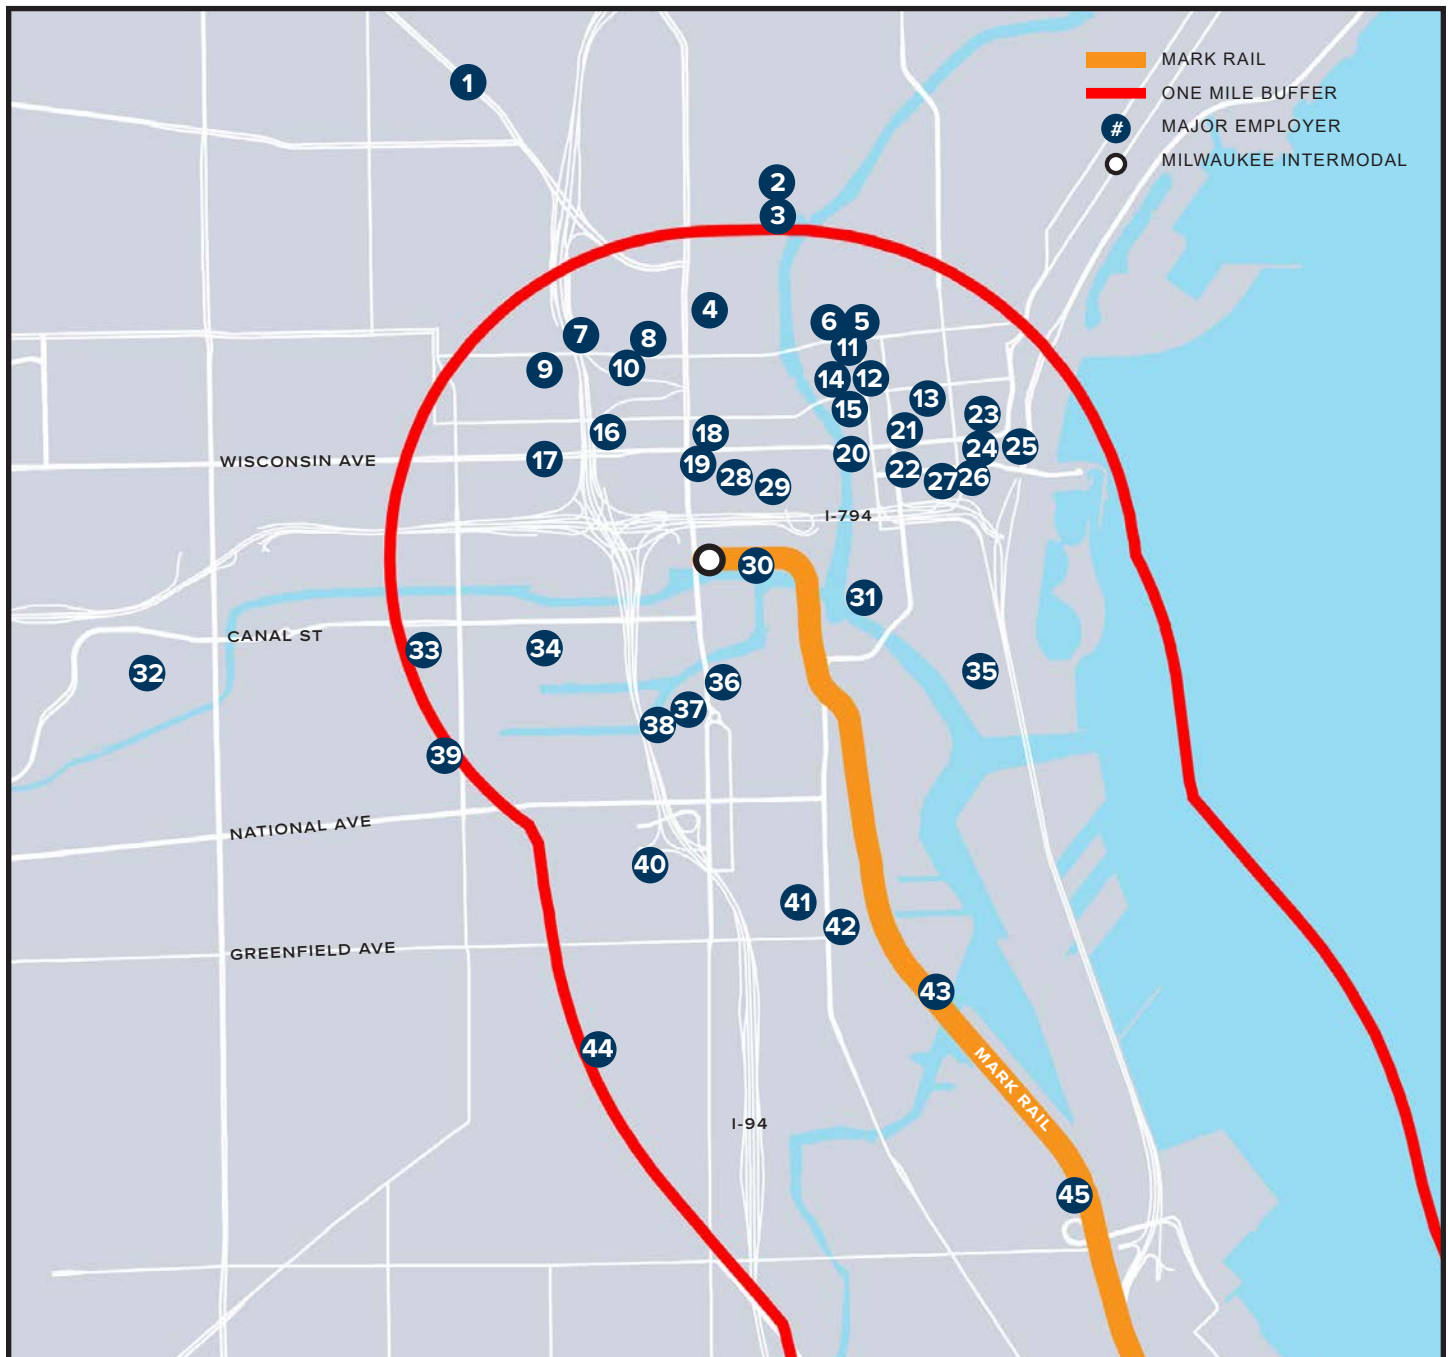 MARK RAIL
ONE MILE BUFFER
# MAJOR EMPLOYER
MILWAUKEE INTERMODAL
1
2
3
4
6 5
7 8
11
9 10
14 12
13
15
23
16 18 21
24 25
WISCONSIN AVE 17 19 20
28 29 22 27 26
I-794
30
31
CANAL ST
33 34
32 35
36
37
38
39
NATIONAL AVE
40
41
42
GREENFIELD AVE
43
44
MARK RAIL
I-94
45